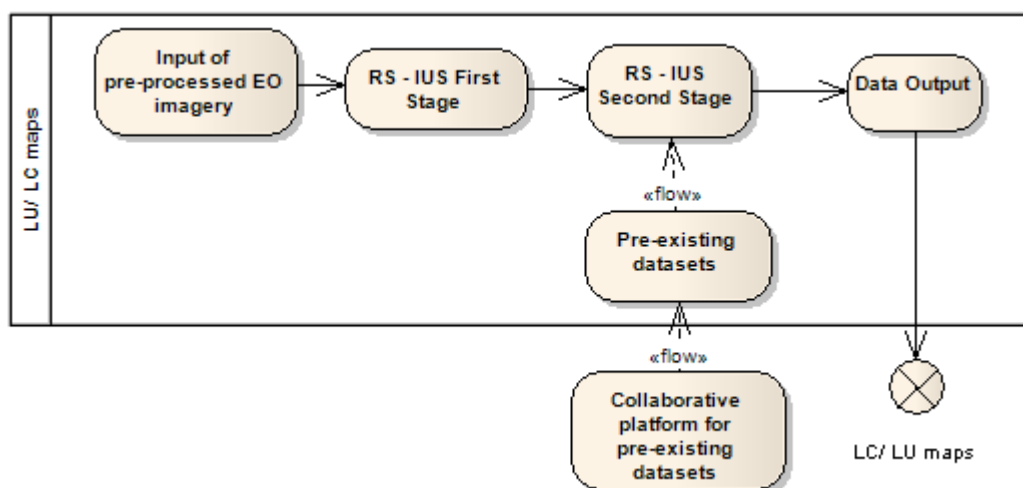 LU/ LC maps
Input of
pre-processed EO
imagery
RS - IUS First
Stage
RS - IUS
Second Stage
Data Output
«flow»
Pre-existing
datasets
«flow»
Collaborative
platform for
pre-existing
datasets
LC/ LU maps